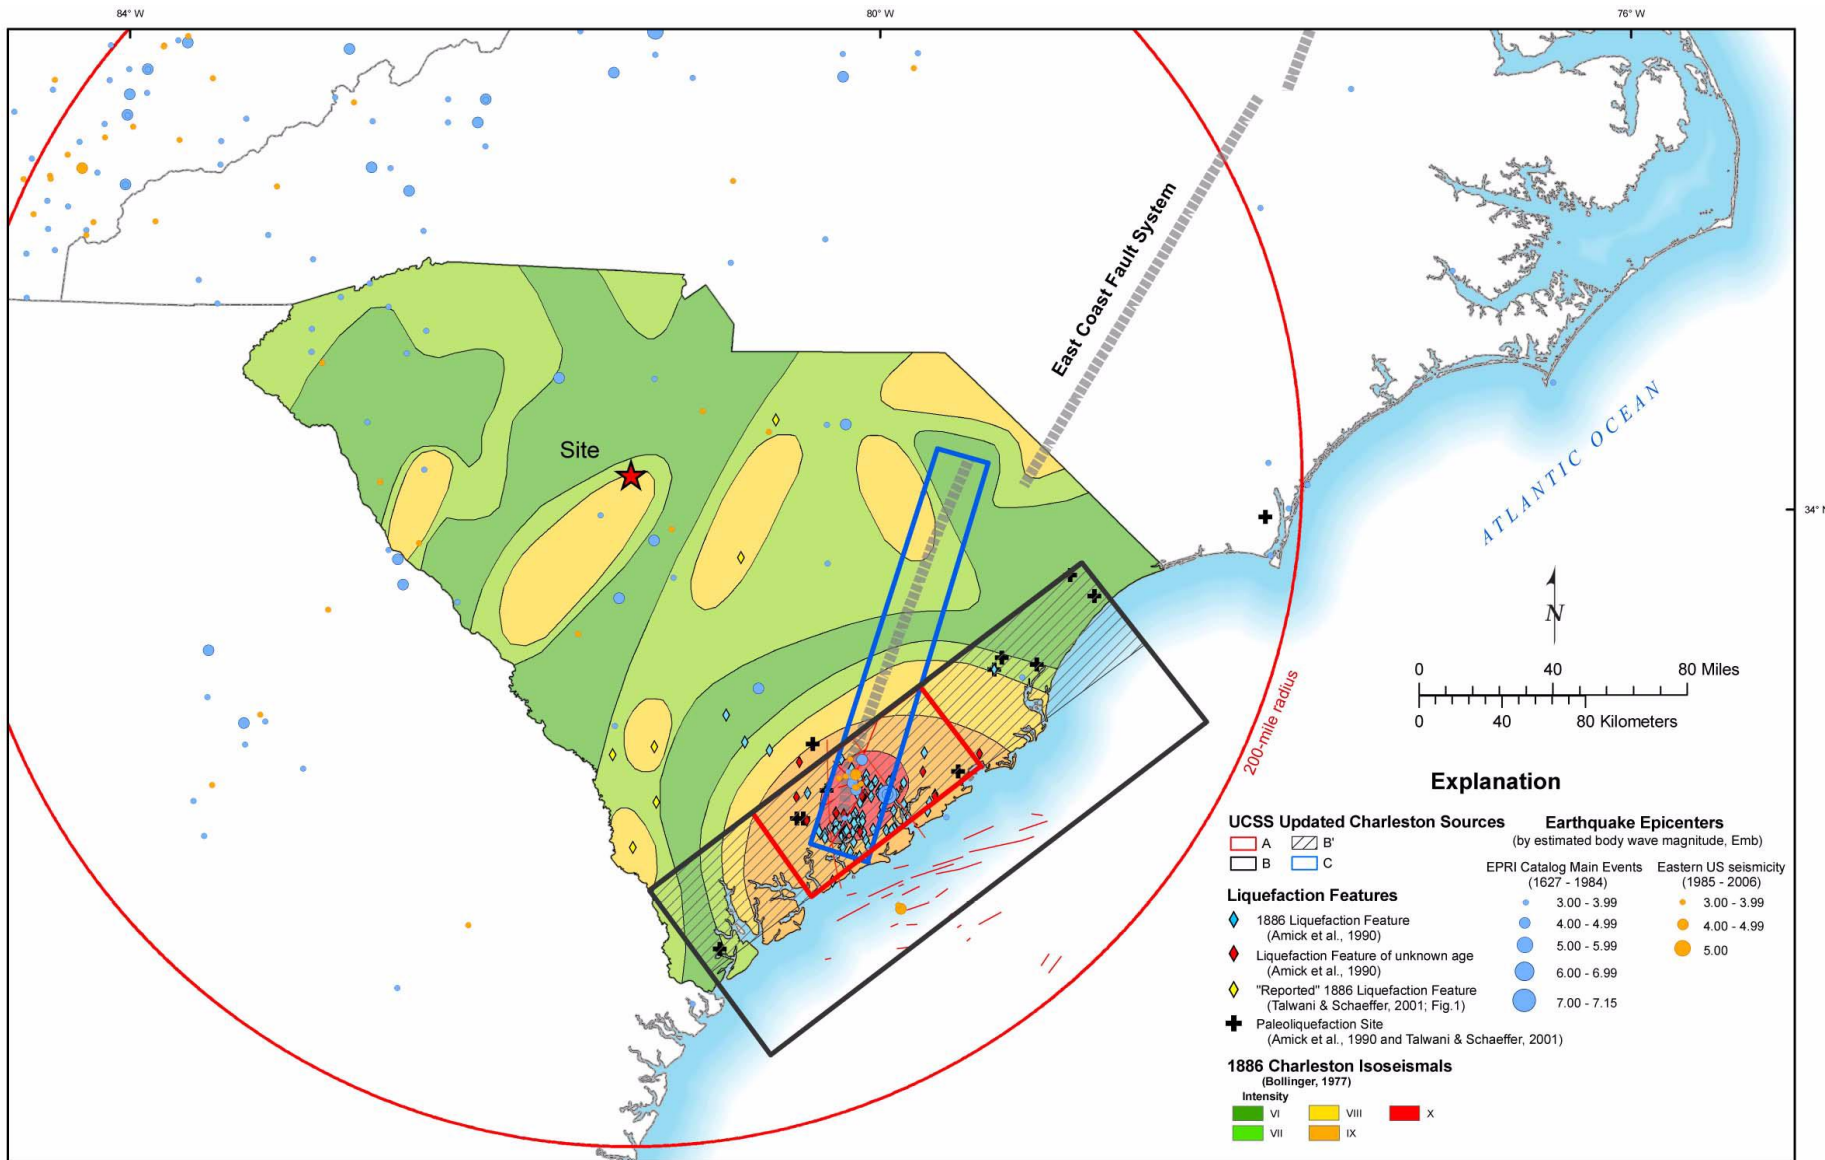 84° W
80° W
76° W
East Coast Fault System
Site
ATLANTIC OCEAN
34° N
N
0 40 80 Miles
0 40 80 Kilometers
200-mile radius
Explanation
UCSS Updated Charleston Sources
A B'
B C
Liquefaction Features
1886 Liquefaction Feature
(Amick et al., 1990)
Liquefaction Feature of unknown age
(Amick et al., 1990)
"Reported" 1886 Liquefaction Feature
(Talwani & Schaeffer, 2001; Fig.1)
Paleoliquefaction Site
(Amick et al., 1990 and Talwani & Schaeffer, 2001)
1886 Charleston Isoseismals
(Bollinger, 1977)
Intensity
VI VIII X
VII IX
Earthquake Epicenters
(by estimated body wave magnitude, Emb)
EPRI Catalog Main Events
(1627 - 1984)
3.00 - 3.99
4.00 - 4.99
5.00 - 5.99
6.00 - 6.99
7.00 - 7.15
Eastern US seismicity
(1985 - 2006)
3.00 - 3.99
4.00 - 4.99
5.00